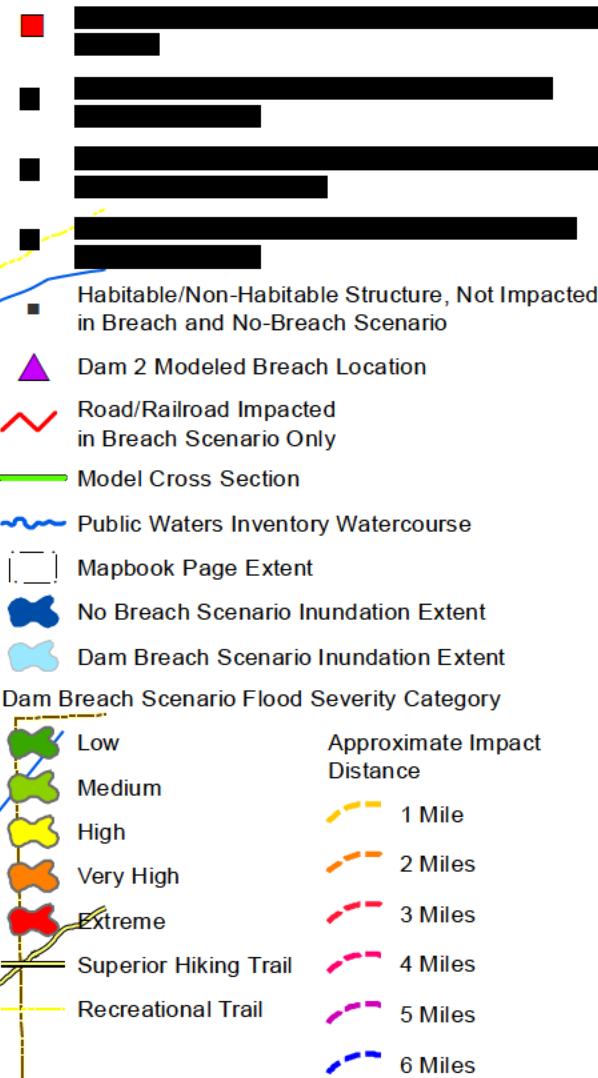 Habitable/Non-Habitable Structure, Not Impacted
in Breach and No-Breach Scenario
Dam 2 Modeled Breach Location
Road/Railroad Impacted
in Breach Scenario Only
Model Cross Section
Public Waters Inventory Watercourse
Mapbook Page Extent
No Breach Scenario Inundation Extent
Dam Breach Scenario Inundation Extent
Dam Breach Scenario Flood Severity Category
Low
Medium
High
Very High
Extreme
Superior Hiking Trail
Recreational Trail
Approximate Impact
Distance
1 Mile
2 Miles
3 Miles
4 Miles
5 Miles
6 Miles